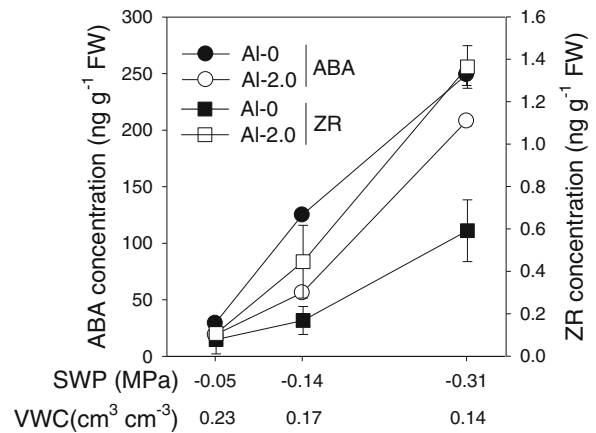 ABA concentration (ng g-1 FW)
300
250
200
150
100
50
0
Al-0
Al-2.0
ABA
Al-0
Al-2.0
ZR
1.6
1.4
1.2
1.0
0.8
0.6
0.4
0.2
0.0
ZR concentration (ng g-1 FW)
SWP (MPa) -0.05 -0.14 -0.31
VWC(cm3 cm-3) 0.23 0.17 0.14